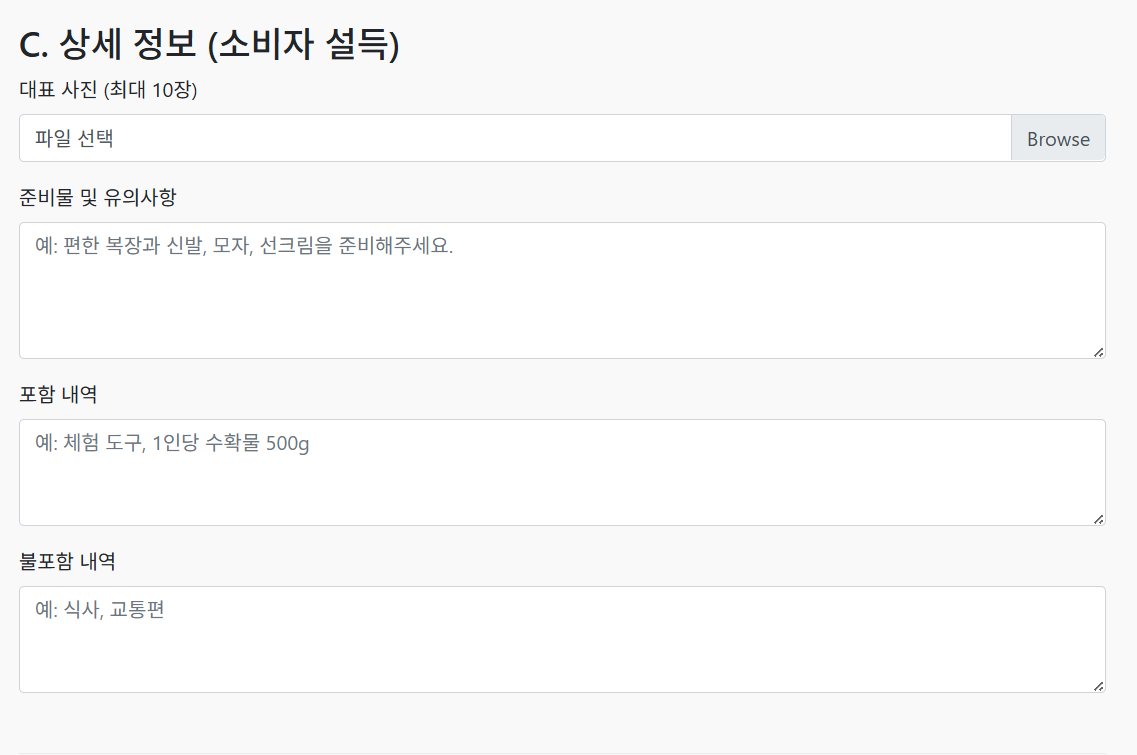 C. 상세 정보 (소비자 설득)
대표 사진 (최대 10장)
파일 선택 Browse
준비물 및 유의사항
예: 편한 복장과 신발, 모자, 선크림을 준비해주세요.
포함 내역
예: 체험 도구, 1인당 수확물 500g
불포함 내역
예: 식사, 교통편